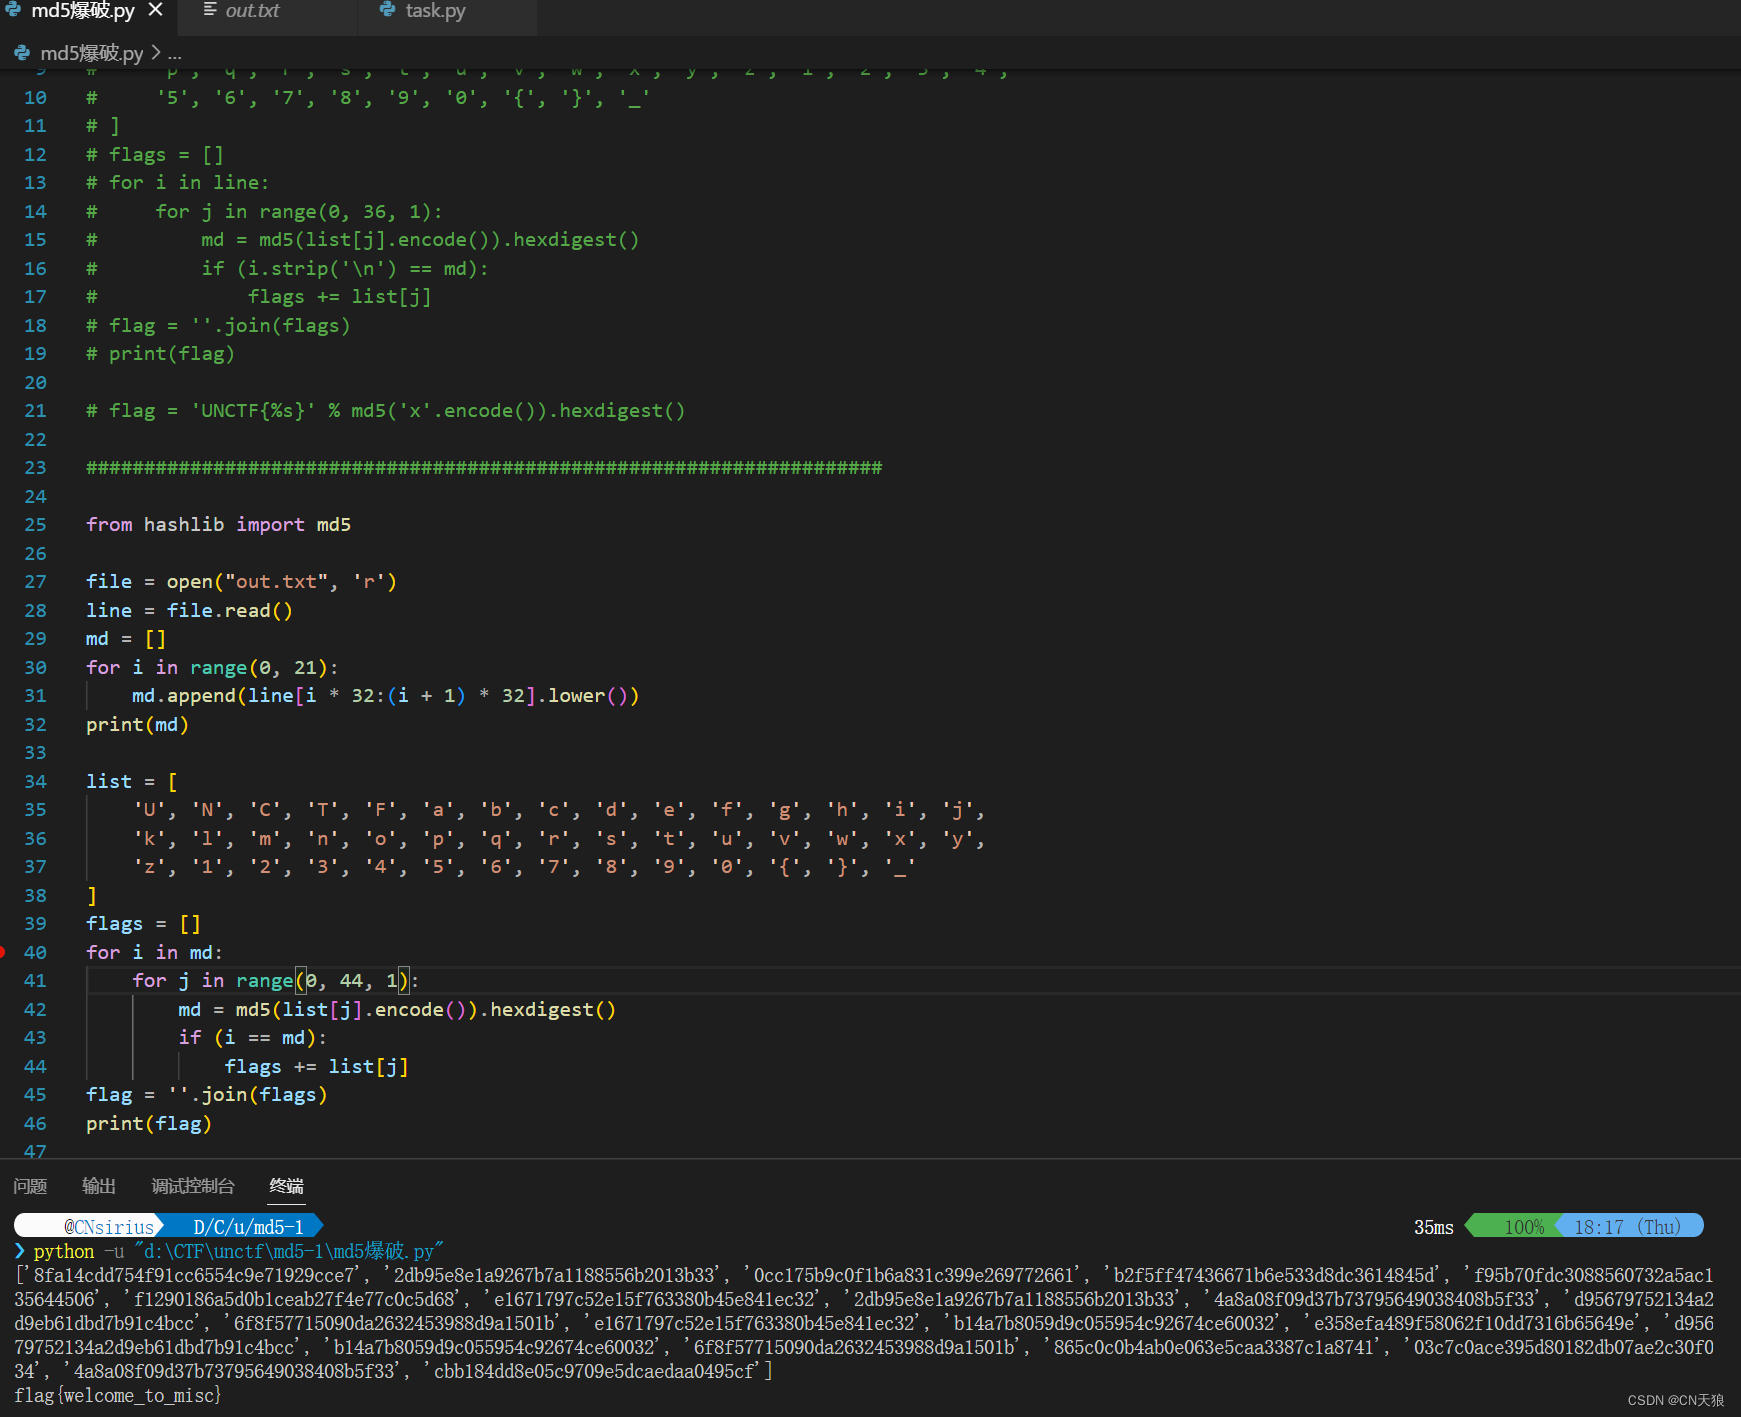 md5爆破.py ×  out.txt  task.py
md5爆破.py > ...
9 #     'p', 'q', 'r', 's', 't', 'u', 'v', 'w', 'x', 'y', 'z', '1', '2', '3', '4',
10 #     '5', '6', '7', '8', '9', '0', '{', '}', '_'
11 # ]
12 # flags = []
13 # for i in line:
14 #     for j in range(0, 36, 1):
15 #         md = md5(list[j].encode()).hexdigest()
16 #         if (i.strip('\n') == md):
17 #             flags += list[j]
18 # flag = ''.join(flags)
19 # print(flag)
20
21 # flag = 'UNCTF{%s}' % md5('x'.encode()).hexdigest()
22
23 #####################################################################
24
25 from hashlib import md5
26
27 file = open("out.txt", 'r')
28 line = file.read()
29 md = []
30 for i in range(0, 21):
31     md.append(line[i * 32:(i + 1) * 32].lower())
32 print(md)
33
34 list = [
35     'U', 'N', 'C', 'T', 'F', 'a', 'b', 'c', 'd', 'e', 'f', 'g', 'h', 'i', 'j',
36     'k', 'l', 'm', 'n', 'o', 'p', 'q', 'r', 's', 't', 'u', 'v', 'w', 'x', 'y',
37     'z', '1', '2', '3', '4', '5', '6', '7', '8', '9', '0', '{', '}', '_'
38 ]
39 flags = []
40 for i in md:
41     for j in range(0, 44, 1):
42         md = md5(list[j].encode()).hexdigest()
43         if (i == md):
44             flags += list[j]
45 flag = ''.join(flags)
46 print(flag)
47
问题  输出  调试控制台  终端
@CNsirius  D/C/u/md5-1  35ms  100%  18:17 (Thu)
❯ python -u "d:\CTF\unctf\md5-1\md5爆破.py"
['8fa14cdd754f91cc6554c9e71929cce7', '2db95e8e1a9267b7a1188556b2013b33', '0cc175b9c0f1b6a831c399e269772661', 'b2f5ff47436671b6e533d8dc3614845d', 'f95b70fdc3088560732a5ac1
35644506', 'f1290186a5d0b1ceab27f4e77c0c5d68', 'e1671797c52e15f763380b45e841ec32', '2db95e8e1a9267b7a1188556b2013b33', '4a8a08f09d37b73795649038408b5f33', 'd95679752134a2
d9eb61dbd7b91c4bcc', '6f8f57715090da2632453988d9a1501b', 'e1671797c52e15f763380b45e841ec32', 'b14a7b8059d9c055954c92674ce60032', 'e358efa489f58062f10dd7316b65649e', 'd956
79752134a2d9eb61dbd7b91c4bcc', 'b14a7b8059d9c055954c92674ce60032', '6f8f57715090da2632453988d9a1501b', '865c0c0b4ab0e063e5caa3387c1a8741', '03c7c0ace395d80182db07ae2c30f0
34', '4a8a08f09d37b73795649038408b5f33', 'cbb184dd8e05c9709e5dcaedaa0495cf']
flag{welcome_to_misc}
CSDN @CN天狼